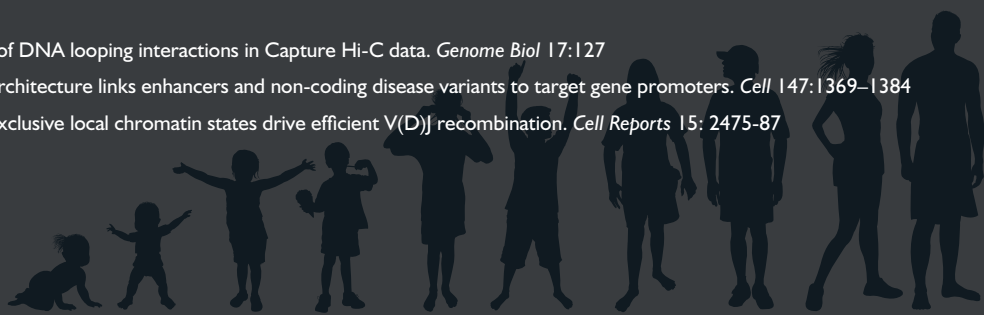 of DNA looping interactions in Capture Hi-C data. Genome Biol 17:127
rchitecture links enhancers and non-coding disease variants to target gene promoters. Cell 147:1369–1384
xclusive local chromatin states drive efficient V(D)J recombination. Cell Reports 15: 2475-87